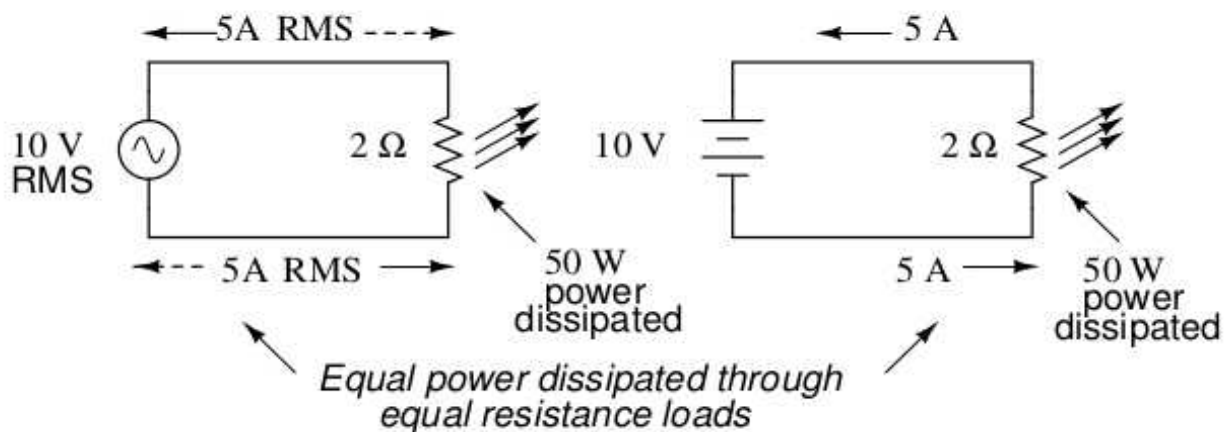 5A RMS
5 A
10 V
RMS
2 Ω
10 V
2 Ω
5A RMS
50 W
power
dissipated
5 A
50 W
power
dissipated
Equal power dissipated through
equal resistance loads